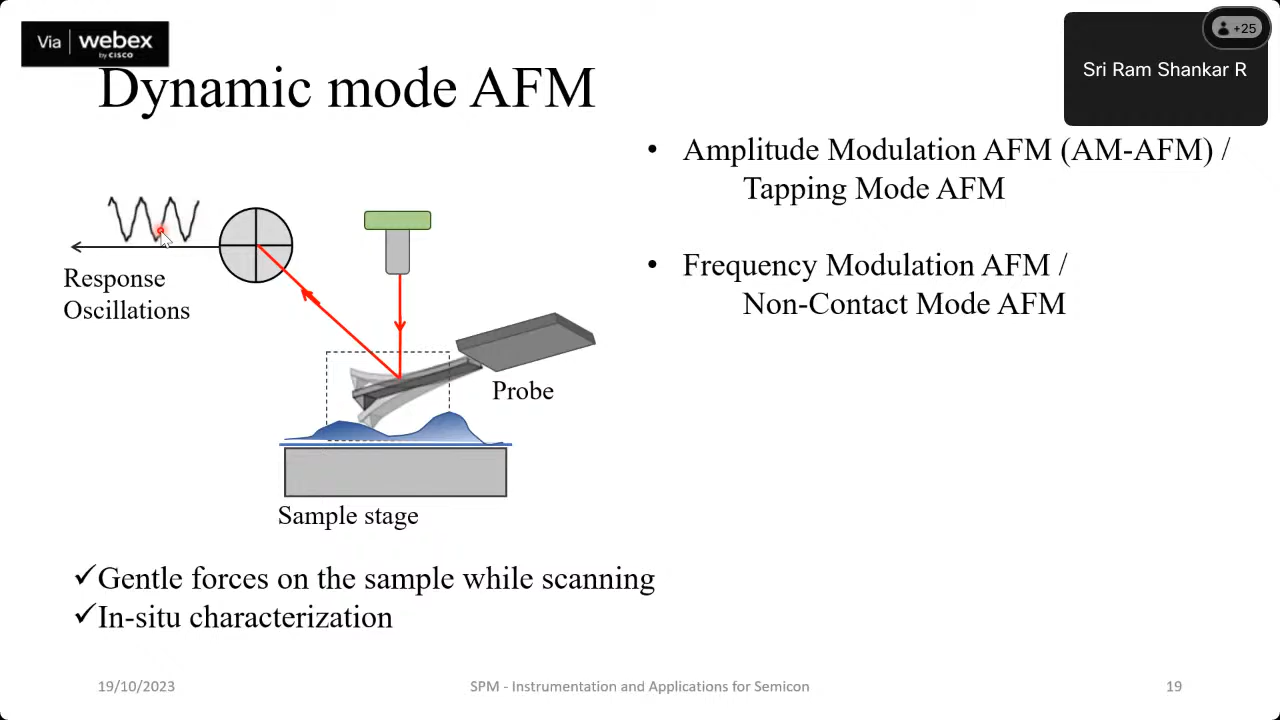 Via webex
by CISCO
+25
Sri Ram Shankar R
Dynamic mode AFM
• Amplitude Modulation AFM (AM-AFM) /
Tapping Mode AFM
• Frequency Modulation AFM /
Non-Contact Mode AFM
Response
Oscillations
Probe
Sample stage
✓Gentle forces on the sample while scanning
✓In-situ characterization
19/10/2023
SPM - Instrumentation and Applications for Semicon
19